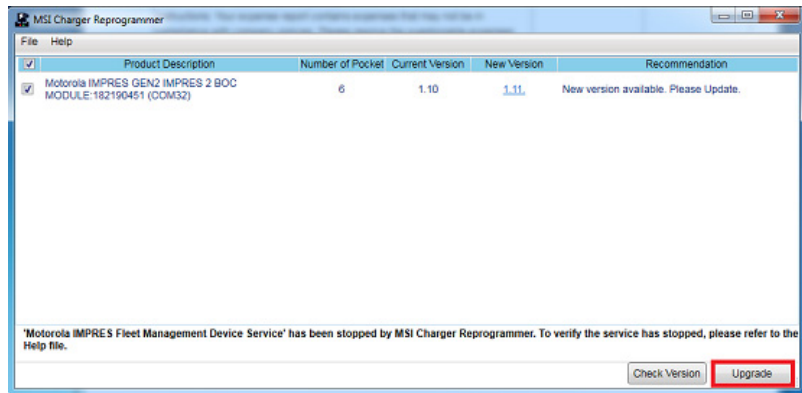 MSI Charger Reprogrammer
File Help
Product Description Number of Pocket Current Version New Version Recommendation
Motorola IMPRES GEN2 IMPRES 2 BOC
MODULE:182190451 (COM32) 6 1.10 1.11. New version available. Please Update.
'Motorola IMPRES Fleet Management Device Service' has been stopped by MSI Charger Reprogrammer. To verify the service has stopped, please refer to the
Help file.
Check Version Upgrade